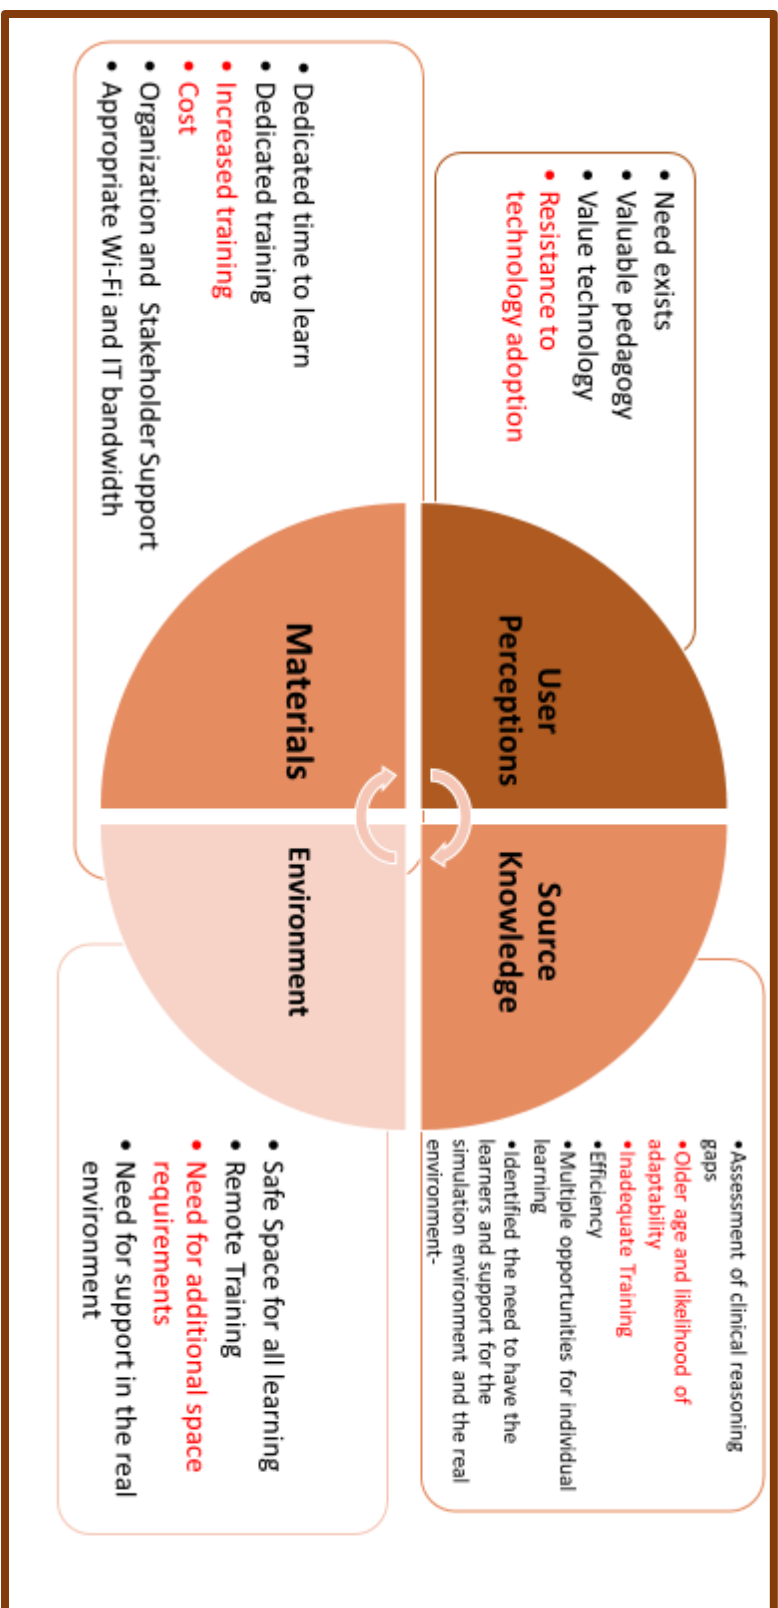 • Need exists
• Valuable pedagogy
• Value technology
• Resistance to
technology adoption
User
Perceptions
Source
Knowledge
•Assessment of clinical reasoning
gaps
•Older age and likelihood of
adaptability
•Inadequate Training
•Efficiency
•Multiple opportunities for individual
learning
•Identified the need to have the
learners and support for the
simulation environment and the real
environment-
• Dedicated time to learn
• Dedicated training
• Increased training
• Cost
• Organization and Stakeholder Support
• Appropriate Wi-Fi and IT bandwidth
Materials
Environment
• Safe Space for all learning
• Remote Training
• Need for additional space
requirements
• Need for support in the real
environment